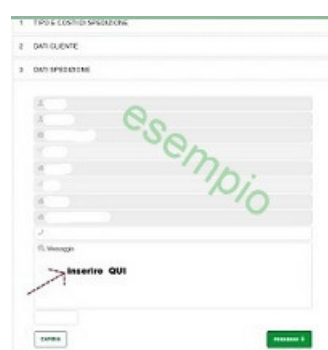 1 TIPO E COSTI DI SPEDIZIONE
2 DATI CLIENTE
3 DATI SPEDIZIONE
esempio
Messaggio
inserire QUI